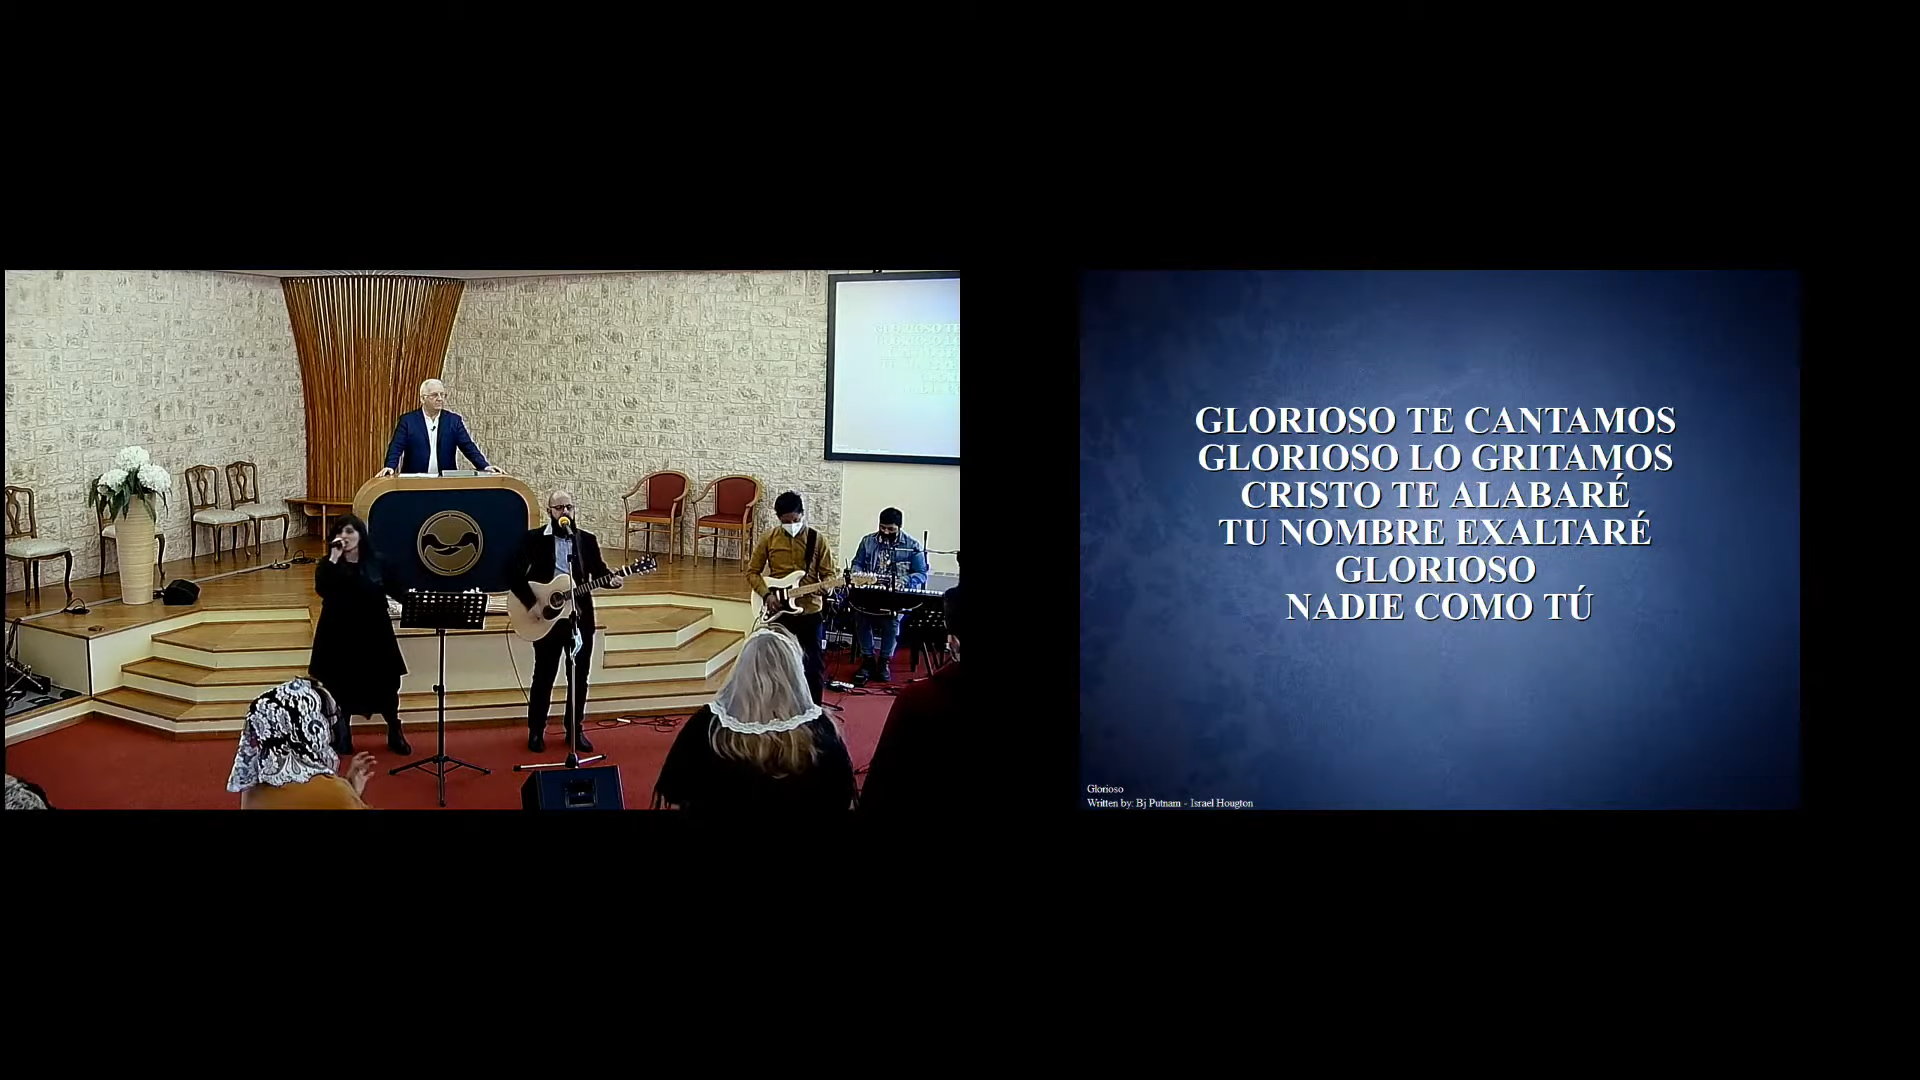 GLORIOSO TE CANTAMOS
GLORIOSO LO GRITAMOS
CRISTO TE ALABARÉ
TU NOMBRE EXALTARÉ
GLORIOSO
NADIE COMO TÚ
Glorioso
Written by: Bj Putnam - Israel Hougton